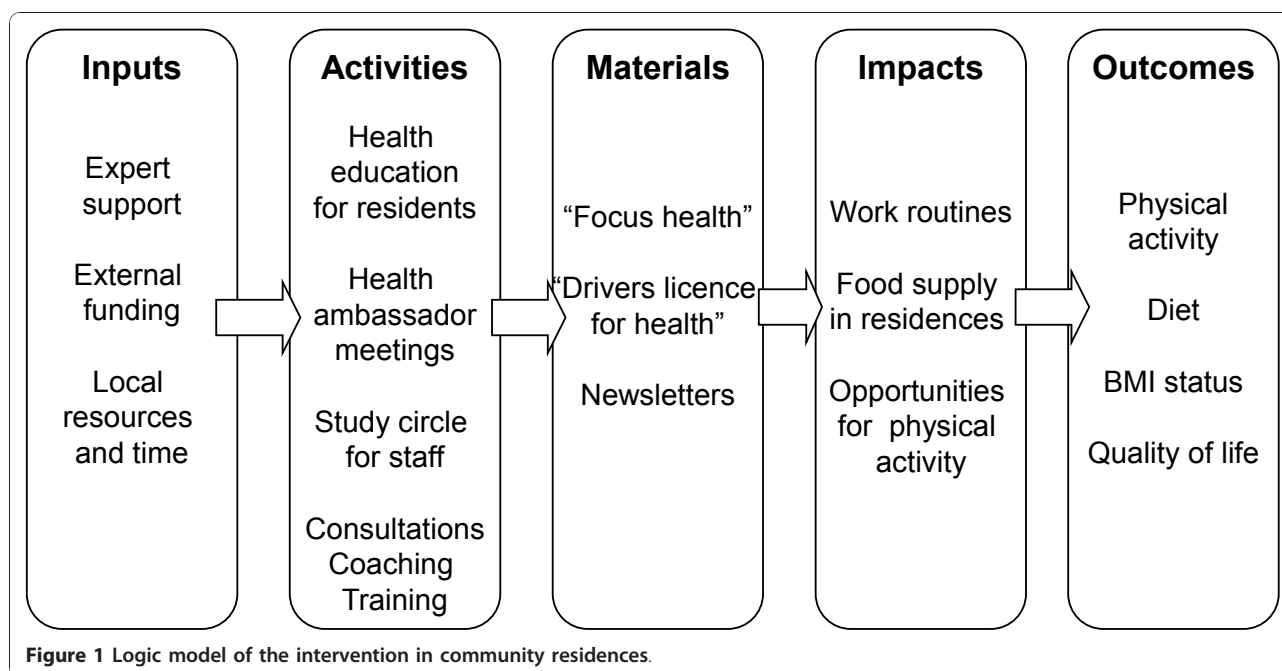 Inputs
Expert
support
External
funding
Local
resources
and time
Activities
Health
education
for residents
Health
ambassador
meetings
Study circle
for staff
Consultations
Coaching
Training
Materials
“Focus health”
“Drivers licence
for health”
Newsletters
Impacts
Work routines
Food supply
in residences
Opportunities
for physical
activity
Outcomes
Physical
activity
Diet
BMI status
Quality of life
Figure 1 Logic model of the intervention in community residences.